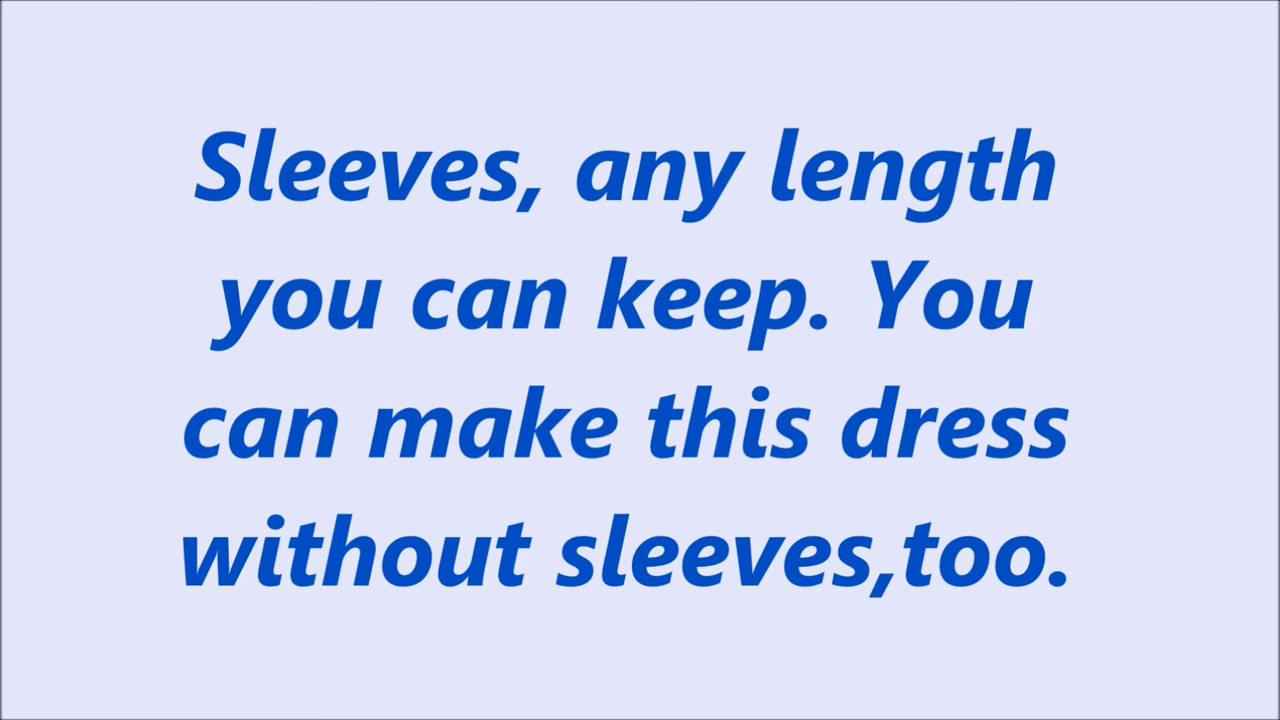 Sleeves, any length
you can keep. You
can make this dress
without sleeves,too.